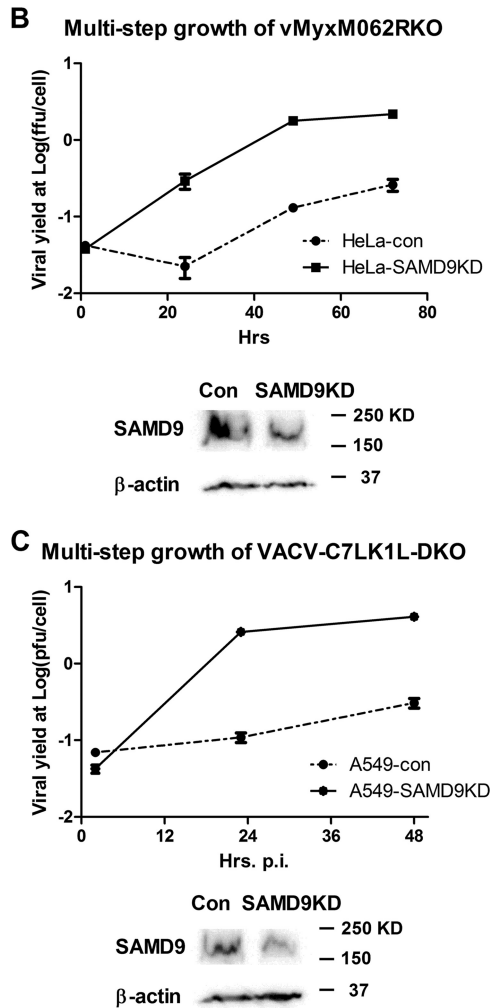 B
Multi-step growth of vMyxM062RKO
Viral yield at Log(ffu/cell)
1
0
-1
-2
0 20 40 60 80
Hrs
HeLa-con
HeLa-SAMD9KD
Con SAMD9KD
SAMD9
250 KD
150
β-actin
37
C
Multi-step growth of VACV-C7LK1L-DKO
Viral yield at Log(pfu/cell)
1
0
-1
-2
0 12 24 36 48
Hrs. p.i.
A549-con
A549-SAMD9KD
Con SAMD9KD
SAMD9
250 KD
150
β-actin
37